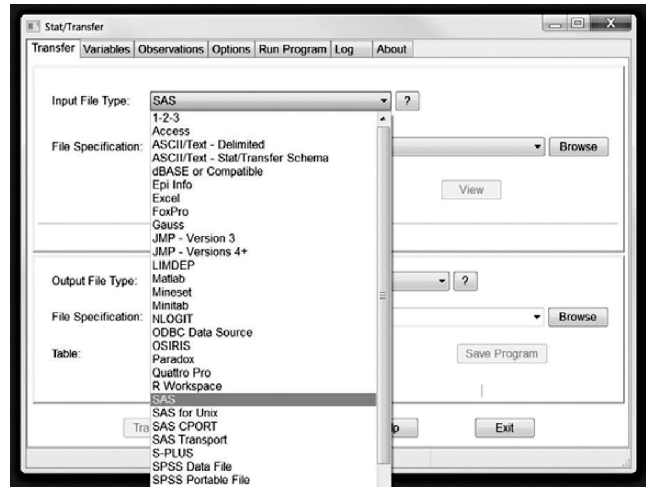 Stat/Transfer
Transfer Variables Observations Options Run Program Log About
Input File Type: SAS ?
1-2-3
Access
File Specification: ASCII/Text - Delimited Browse
ASCII/Text - Stat/Transfer Schema
dBASE or Compatible
Epi Info View
Excel
FoxPro
Gauss
JMP - Version 3
JMP - Versions 4+
LIMDEP
Output File Type: Matlab ?
Mineset
Minitab
File Specification: NLOGIT Browse
ODBC Data Source
OSIRIS
Table: Paradox Save Program
Quattro Pro
R Workspace
SAS
SAS for Unix
SAS CPORT Exit
SAS Transport
S-PLUS
SPSS Data File
SPSS Portable File